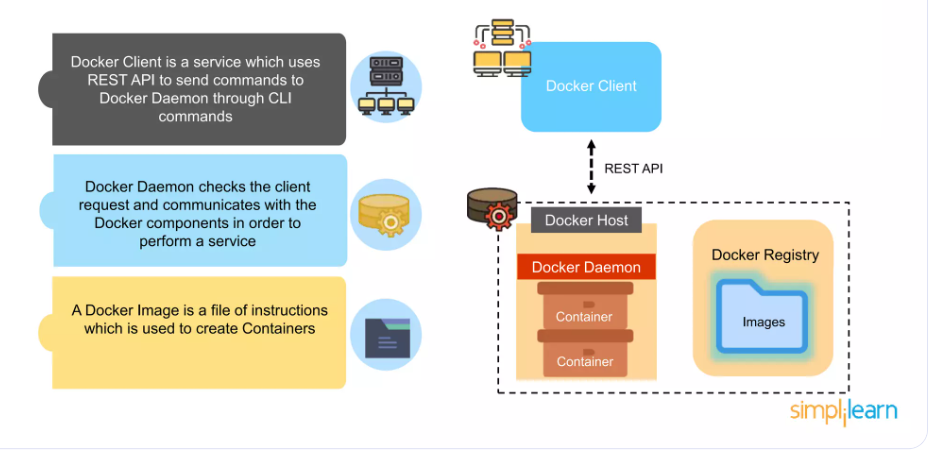 Docker Client is a service which uses
REST API to send commands to
Docker Daemon through CLI
commands
Docker Daemon checks the client
request and communicates with the
Docker components in order to
perform a service
A Docker Image is a file of instructions
which is used to create Containers
Docker Client
REST API
Docker Host
Docker Daemon
Container
Container
Docker Registry
Images
simplilearn